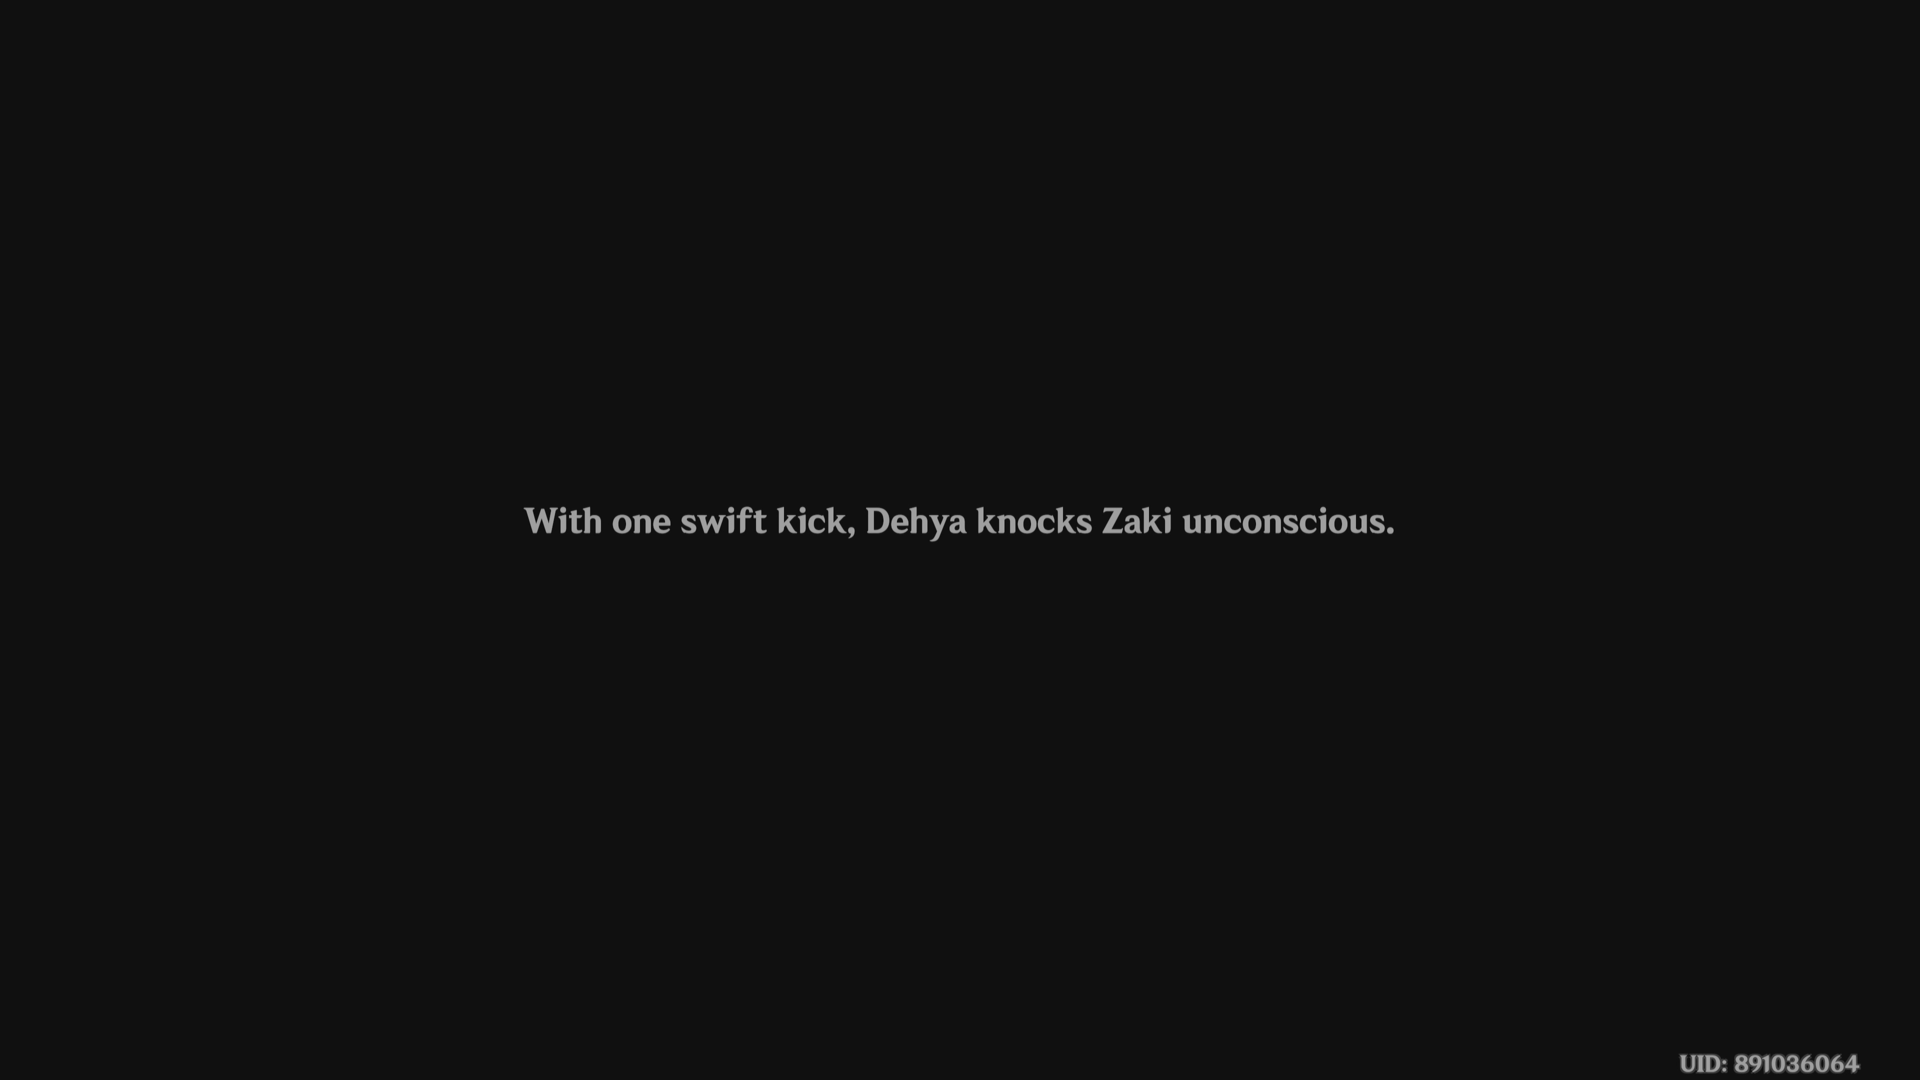 With one swift kick, Dehya knocks Zaki unconscious.
UID: 891036064